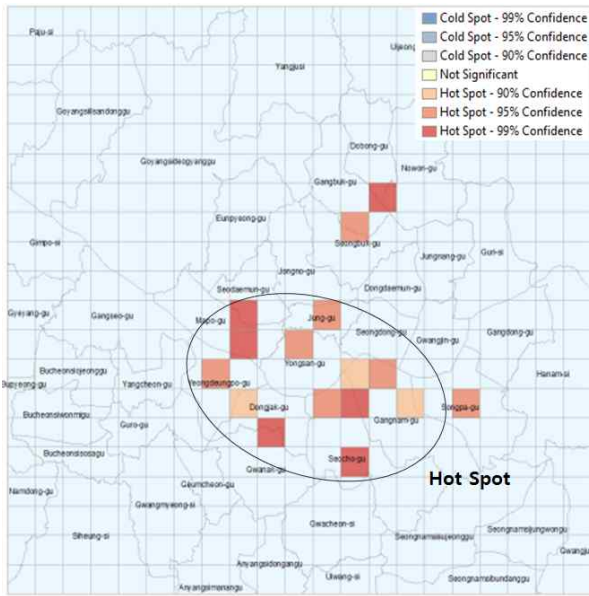 Cold Spot - 99% Confidence
Cold Spot - 95% Confidence
Cold Spot - 90% Confidence
Not Significant
Hot Spot - 90% Confidence
Hot Spot - 95% Confidence
Hot Spot - 99% Confidence
Paju-si
Yangjusi
Goyangsiilsandonggu
Dobong-gu
Goyangsideogyanggu
Nowon-gu
Gangbuk-gu
Eunpyeong-gu
Gimpo-si
Seongbuk-gu
Jungnang-gu
Guri-si
Jongno-gu
Seodaemun-gu
Dongdaemun-gu
Gyeyang-gu
Gangseo-gu
Mapo-gu
Jung-gu
Seongdong-gu
Gwangjin-gu
Gangdong-gu
Yongsan-gu
Bucheonsiojeonggu
Hanam-si
Bupyeong-gu
Yangcheon-gu
Yeongdeungpo-gu
Bucheonsiwonmigu
Dongjak-gu
Songpa-gu
Guro-gu
Gangnam-gu
Bucheonsisosagu
Seocho-gu
Gwanak-gu
Hot Spot
Namdong-gu
Geumcheon-gu
Gwangmyeong-si
Gwacheon-si
Siheung-si
Seongnamsisujeonggu
Seongnamsijungwongu
Gwangju
Anyangsidongangu
Uiwang-si
Seongnamsibundanggu
Anyangsimanangu